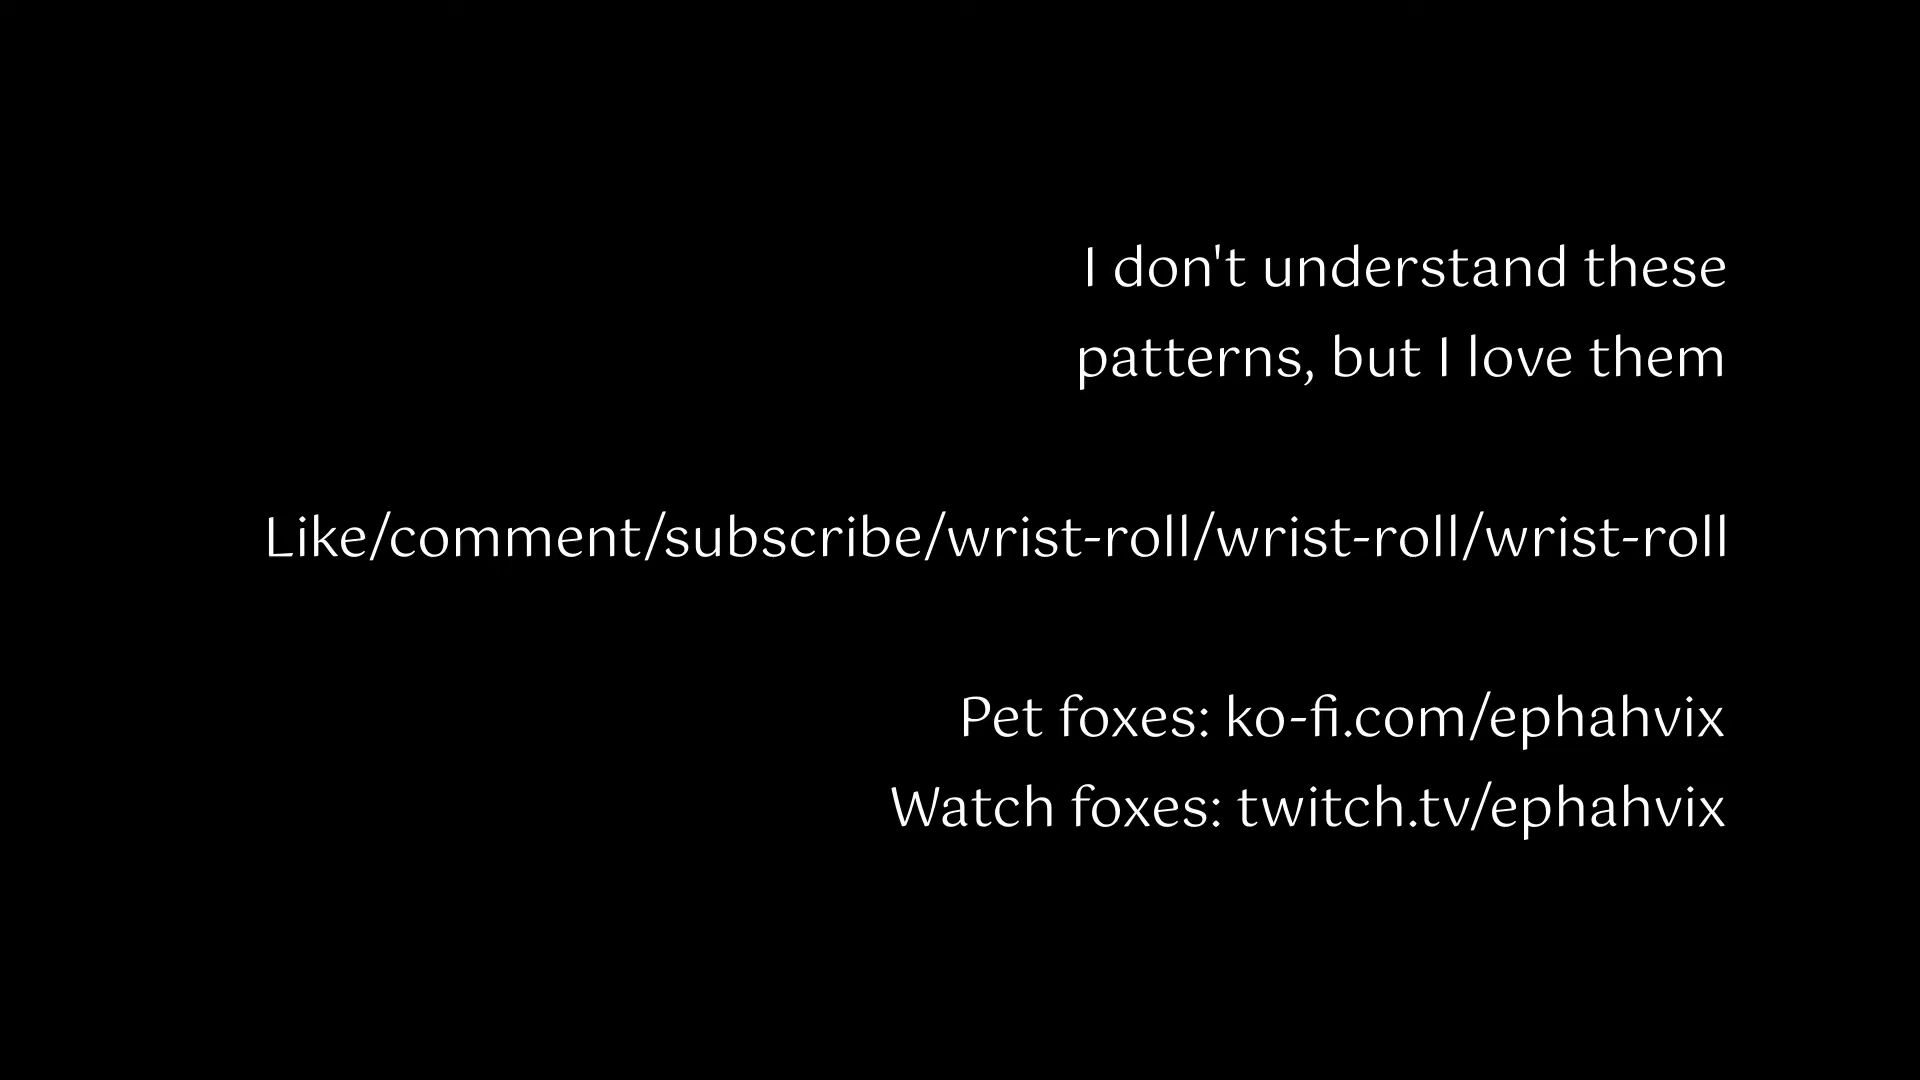 I don't understand these
patterns, but I love them
Like/comment/subscribe/wrist-roll/wrist-roll/wrist-roll
Pet foxes: ko-fi.com/ephahvix
Watch foxes: twitch.tv/ephahvix